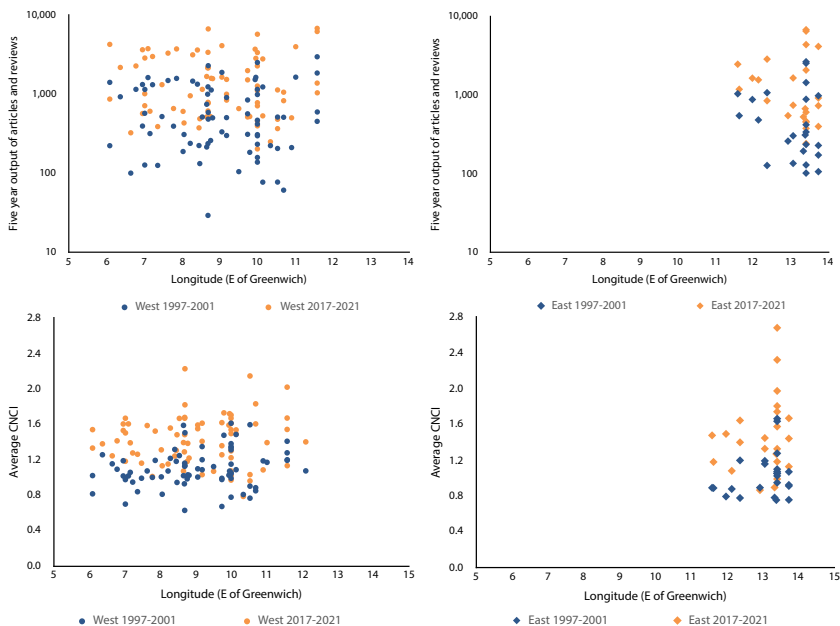 Five year output of articles and reviews
10,000
1,000
100
10
5 6 7 8 9 10 11 12 13 14
Longitude (E of Greenwich)
West 1997-2001 West 2017-2021
Five year output of articles and reviews
10,000
1,000
100
10
5 6 7 8 9 10 11 12 13 14
Longitude (E of Greenwich)
East 1997-2001 East 2017-2021
Average CNCI
2.8
2.4
2.0
1.6
1.2
0.8
0.4
0.0
5 6 7 8 9 10 11 12 13 14 15
Longitude (E of Greenwich)
West 1997-2001 West 2017-2021
Average CNCI
2.8
2.4
2.0
1.6
1.2
0.8
0.4
0.0
5 6 7 8 9 10 11 12 13 14 15
Longitude (E of Greenwich)
East 1997-2001 East 2017-2021